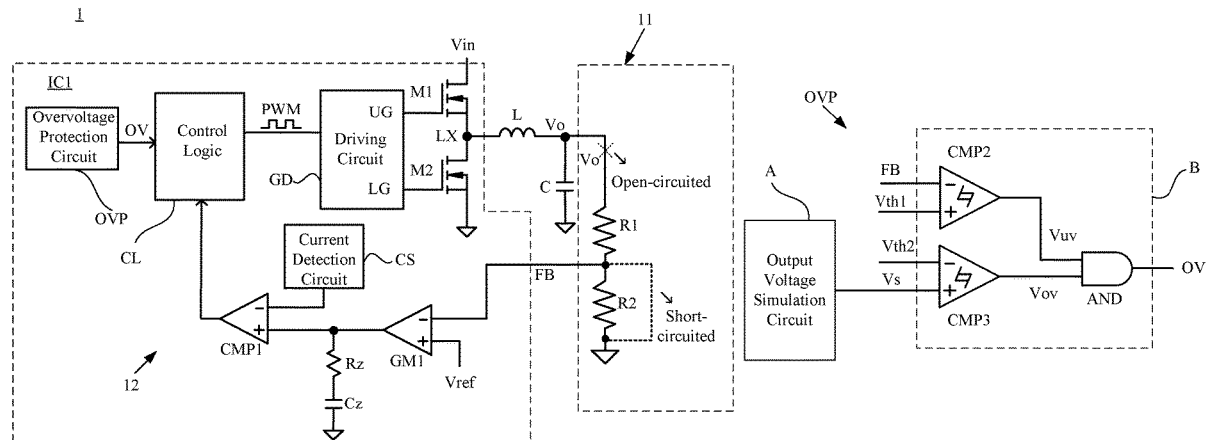 1
11
Vin
IC1
Overvoltage
Protection
Circuit
OV
Control
Logic
PWM
UG
Driving
Circuit
LG
M1
M2
LX
L
Vo
Vo
Open-circuited
C
GD
OVP
CL
Current
Detection
Circuit
CS
FB
R1
R2
Short-
circuited
CMP1
GM1
Rz
Cz
Vref
12
OVP
A
Output
Voltage
Simulation
Circuit
CMP2
FB
Vth1
Vth2
Vs
CMP3
Vuv
Vov
AND
OV
B
-
+
-
+
-
+
-
+